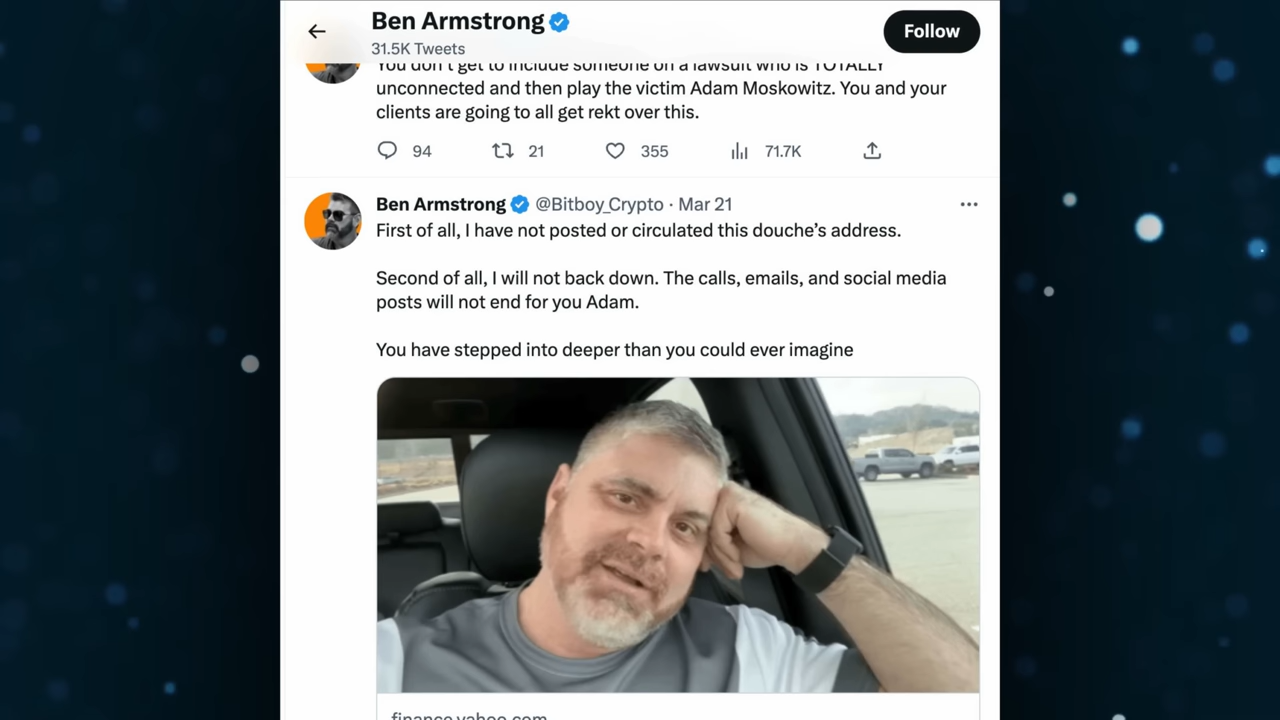 Ben Armstrong
31.5K Tweets
Follow
You don't get to include someone on a lawsuit who is TOTALLY
unconnected and then play the victim Adam Moskowitz. You and your
clients are going to all get rekt over this.
94 21 355 71.7K
Ben Armstrong @Bitboy_Crypto · Mar 21
First of all, I have not posted or circulated this douche’s address.
Second of all, I will not back down. The calls, emails, and social media
posts will not end for you Adam.
You have stepped into deeper than you could ever imagine
finance.yahoo.com